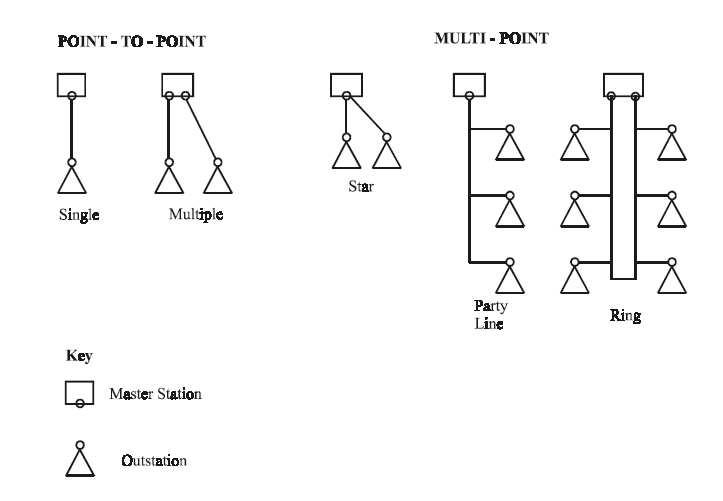 POINT - TO - POINT
MULTI - POINT
Single
Multiple
Star
Party
Line
Ring
Key
Master Station
Outstation